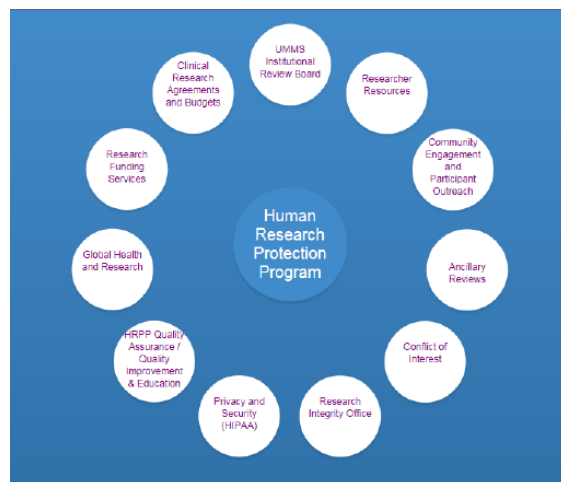 UMMS
Institutional
Review Board
Researcher
Resources
Community
Engagement
and
Participant
Outreach
Ancillary
Reviews
Conflict of
Interest
Research
Integrity Office
Privacy and
Security
(HIPAA)
HRPP Quality
Assurance /
Quality
Improvement
& Education
Global Health
and Research
Research
Funding
Services
Clinical
Research
Agreements
and Budgets
Human
Research
Protection
Program